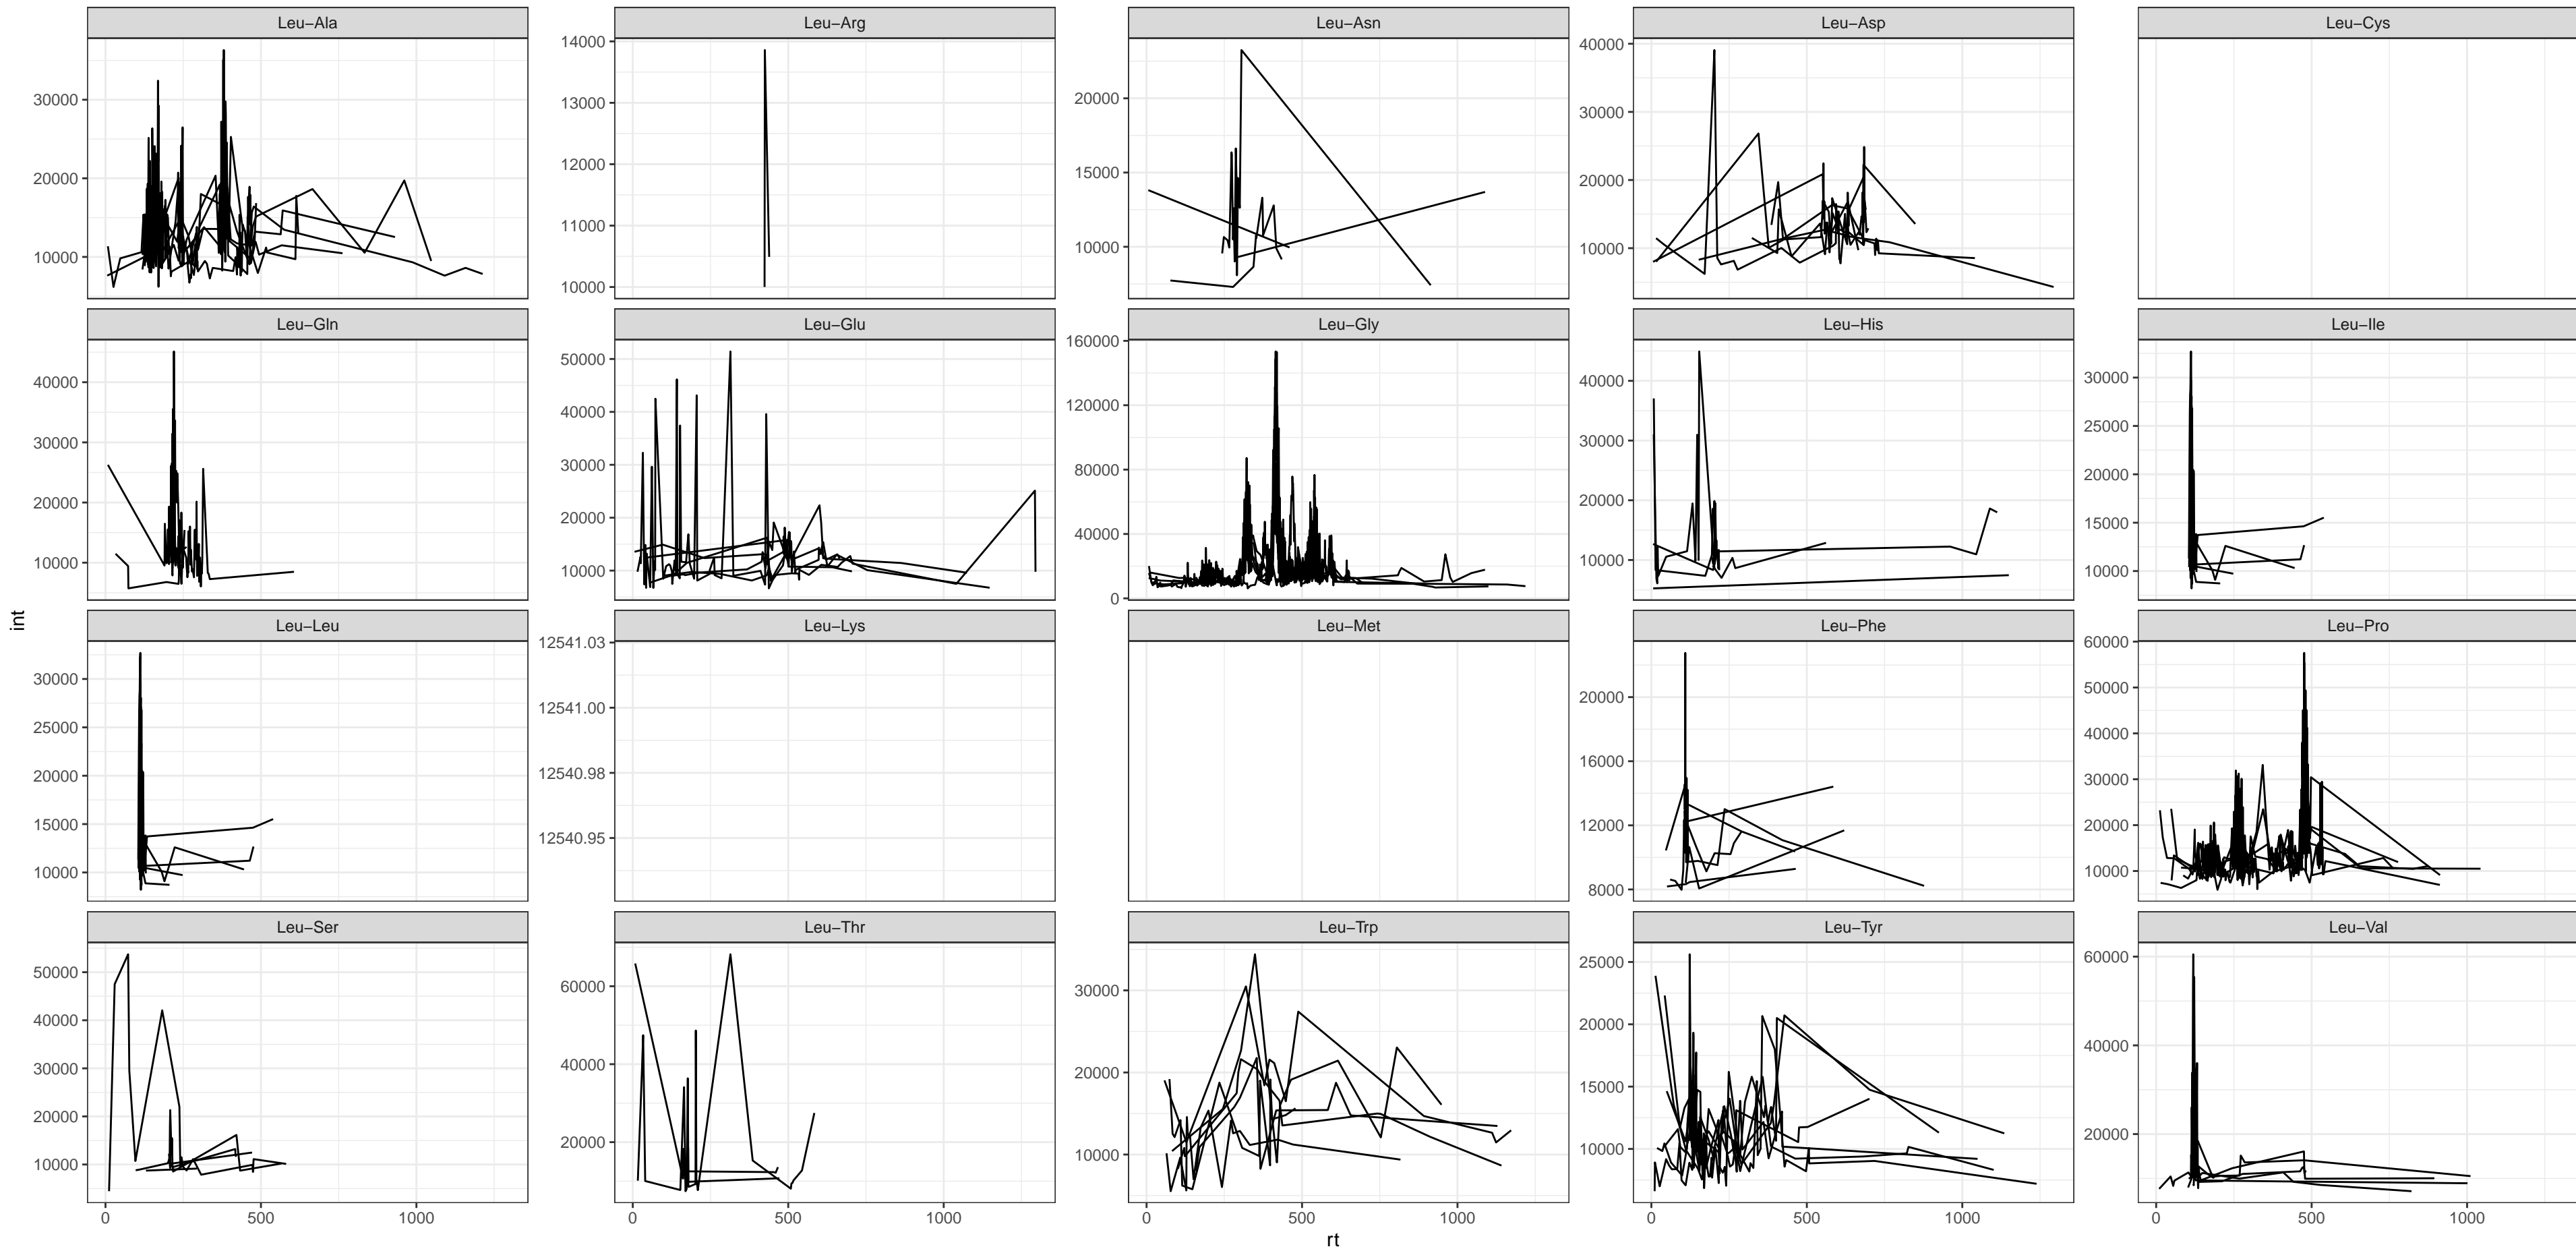 Leu−Ala
Leu−Arg
Leu−Asn
Leu−Asp
Leu−Cys
30000
20000
10000
14000
13000
12000
11000
10000
20000
15000
10000
40000
30000
20000
10000
Leu−Gln
Leu−Glu
Leu−Gly
Leu−His
Leu−Ile
40000
30000
20000
10000
50000
40000
30000
20000
10000
160000
120000
80000
40000
0
40000
30000
20000
10000
30000
25000
20000
15000
10000
int
Leu−Leu
Leu−Lys
Leu−Met
Leu−Phe
Leu−Pro
30000
25000
20000
15000
10000
12541.03
12541.00
12540.98
12540.95
20000
16000
12000
8000
60000
50000
40000
30000
20000
10000
Leu−Ser
Leu−Thr
Leu−Trp
Leu−Tyr
Leu−Val
50000
40000
30000
20000
10000
60000
40000
20000
30000
20000
10000
25000
20000
15000
10000
60000
40000
20000
0 500 1000
0 500 1000
0 500 1000
0 500 1000
0 500 1000
rt